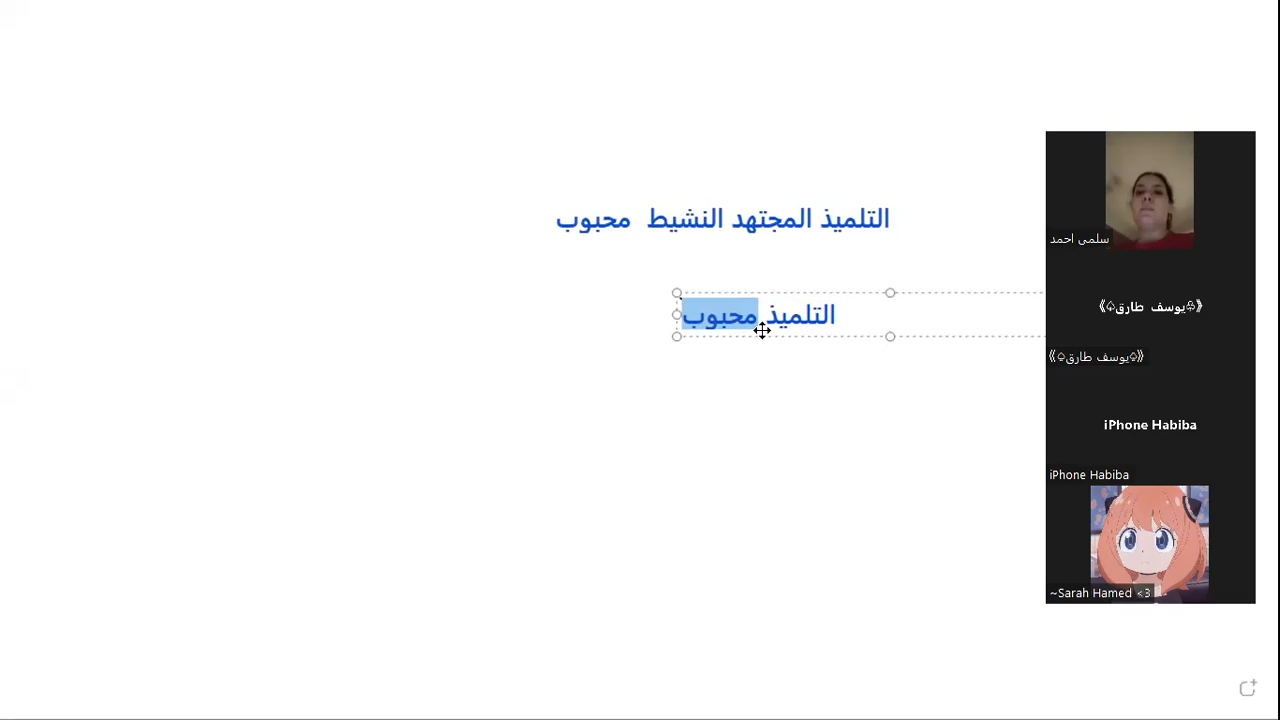 التلميذ المجتهد النشيط محبوب
التلميذ محبوب
سلمى احمد
《♧يوسف طارق♤》
《♧يوسف طارق♤》
iPhone Habiba
iPhone Habiba
~Sarah Hamed <3